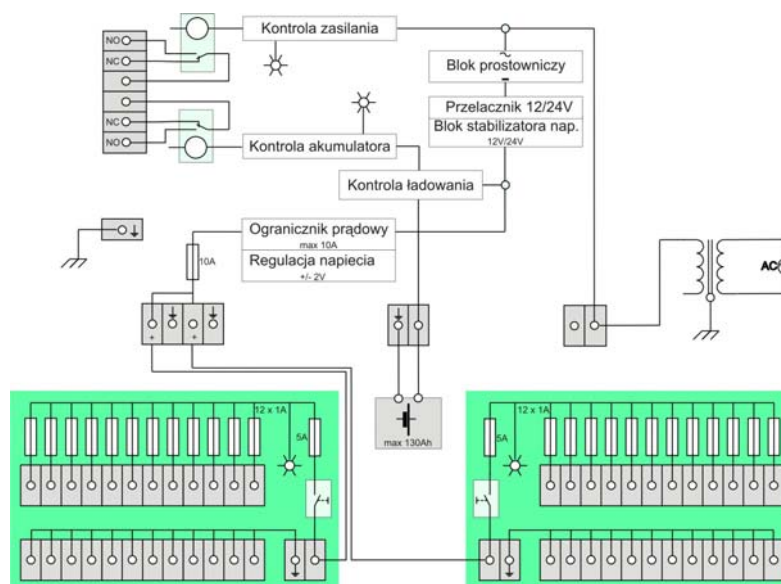 Kontrola zasilania
NO
NC
NC
NO
Blok prostowniczy
Przelacznik 12/24V
Blok stabilizatora nap.
12V/24V
Kontrola akumulatora
Kontrola ładowania
Ogranicznik prądowy
max 10A
Regulacja napiecia
+/- 2V
10A
AC
+
+
max 130Ah
12 x 1A
5A
12 x 1A
5A